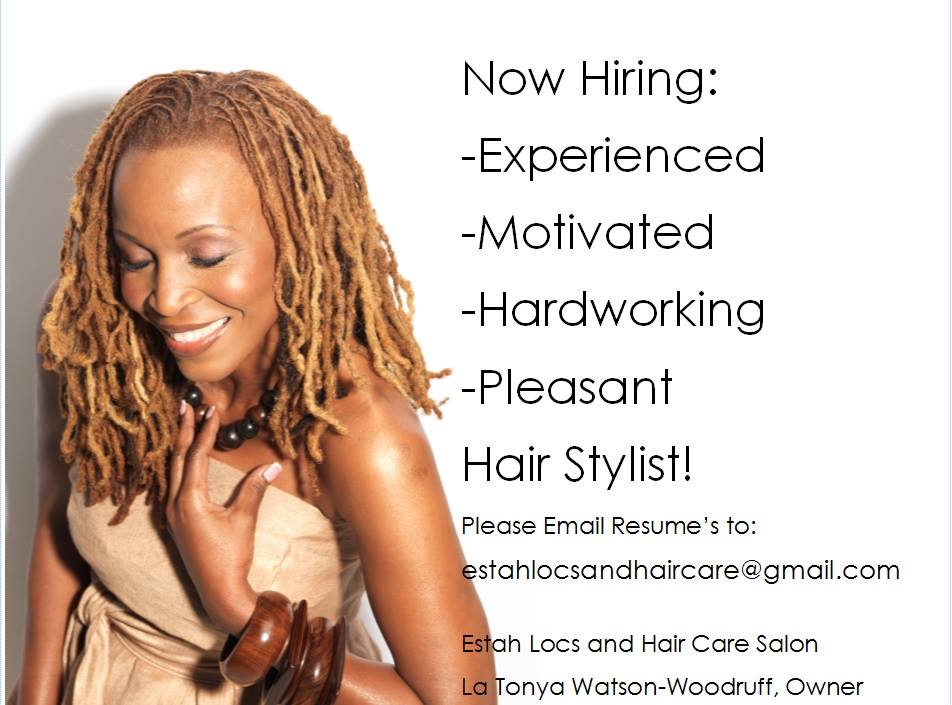 Now Hiring:
-Experienced
-Motivated
-Hardworking
-Pleasant
Hair Stylist!
Please Email Resume’s to:
estahlocsandhaircare@gmail.com
Estah Locs and Hair Care Salon
La Tonya Watson-Woodruff, Owner